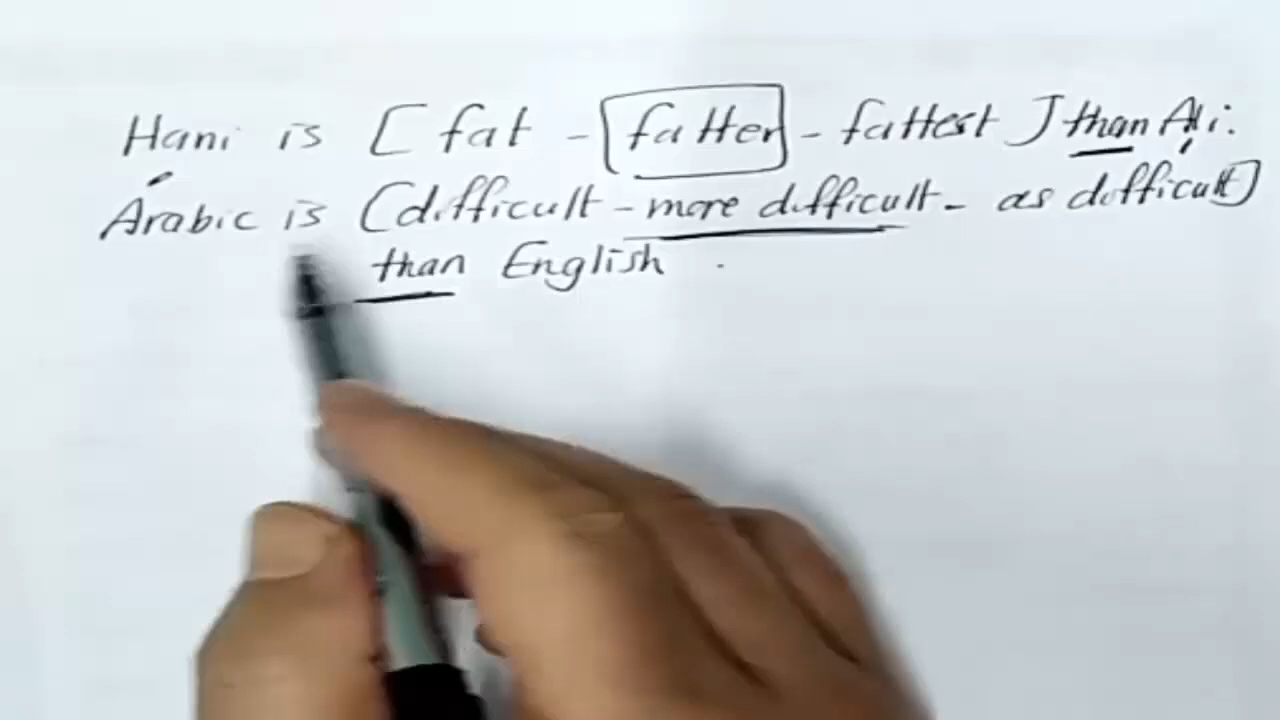 Hani is [fat - fatter - fattest] than Ali.
Arabic is (difficult - more difficult - as difficult)
than English .